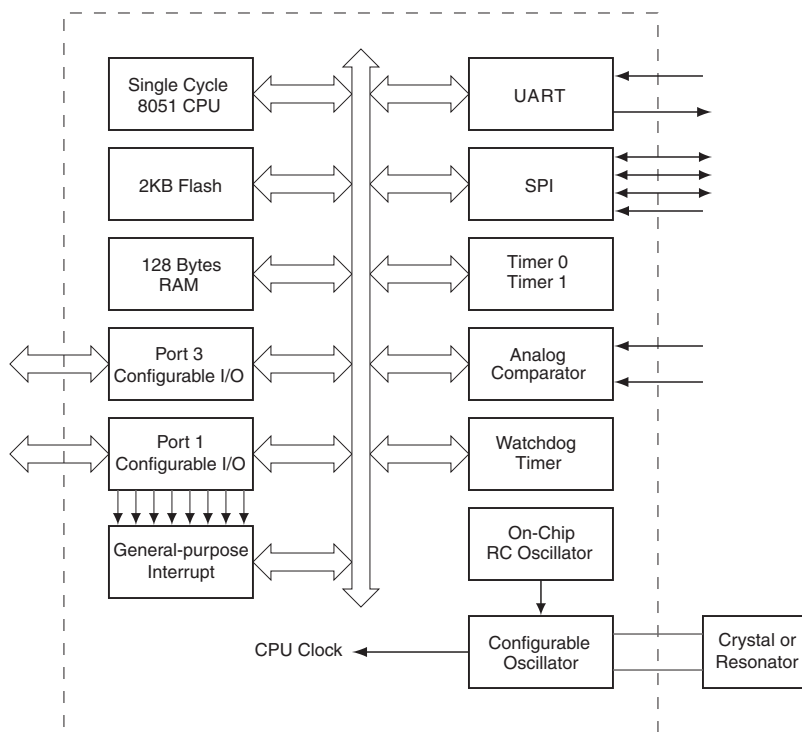 Single Cycle
8051 CPU
UART
2KB Flash
SPI
128 Bytes
RAM
Timer 0
Timer 1
Port 3
Configurable I/O
Analog
Comparator
Port 1
Configurable I/O
Watchdog
Timer
General-purpose
Interrupt
On-Chip
RC Oscillator
CPU Clock
Configurable
Oscillator
Crystal or
Resonator